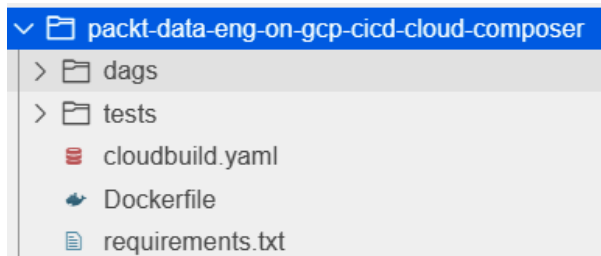 packt-data-eng-on-gcp-cicd-cloud-composer
dags
tests
cloudbuild.yaml
Dockerfile
requirements.txt